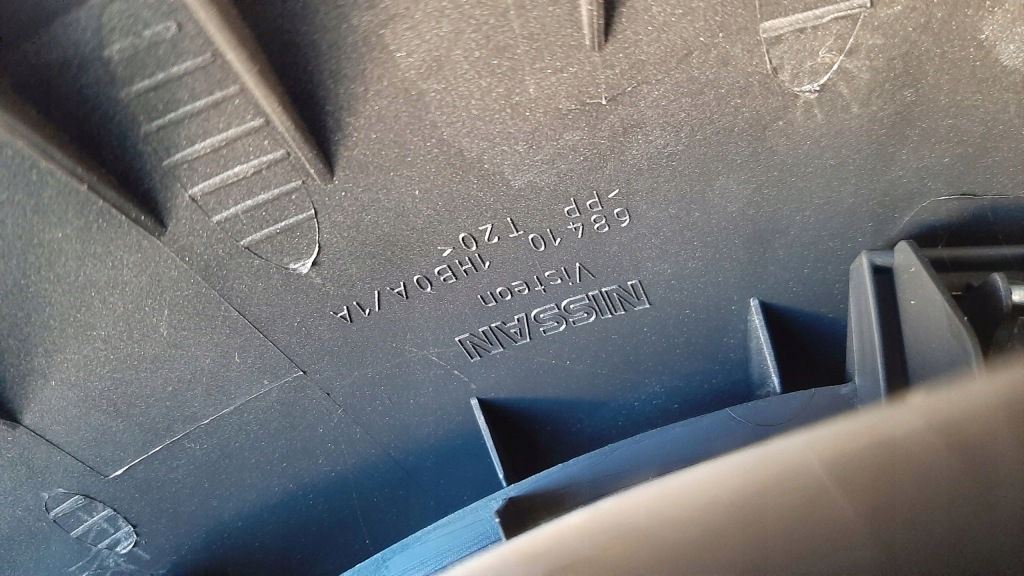 NISSAN
Visteon
68410 1HB0A/1A
>PP T20<